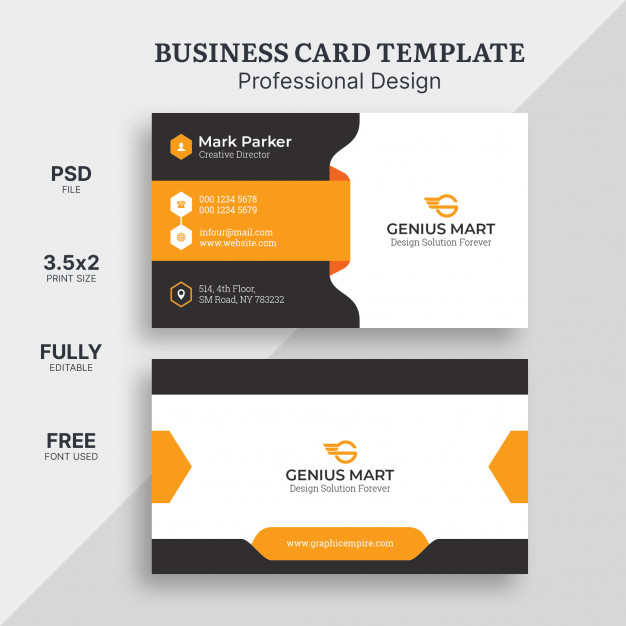 BUSINESS CARD TEMPLATE
Professional Design
PSD
FILE
3.5x2
PRINT SIZE
FULLY
EDITABLE
FREE
FONT USED
Mark Parker
Creative Director
000 1234 5678
000 1234 5679
infour@mail.com
www.website.com
514, 4th Floor,
SM Road, NY 783232
GENIUS MART
Design Solution Forever
GENIUS MART
Design Solution Forever
www.graphicempire.com